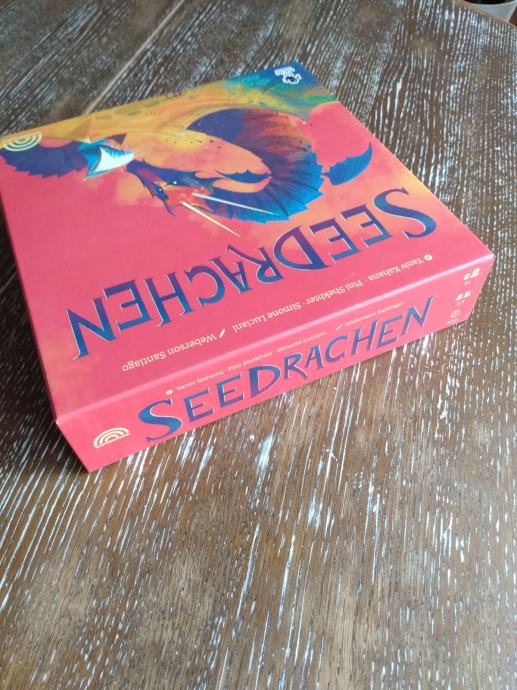 SEEDRACHEN
Yaniv Kahana · Pini Shekhter · Simone Luciani / Weberson Santiago
Yaniv Kahana · Pini Shekhter · Simone Luciani / Weberson Santiago
SEEDRACHEN